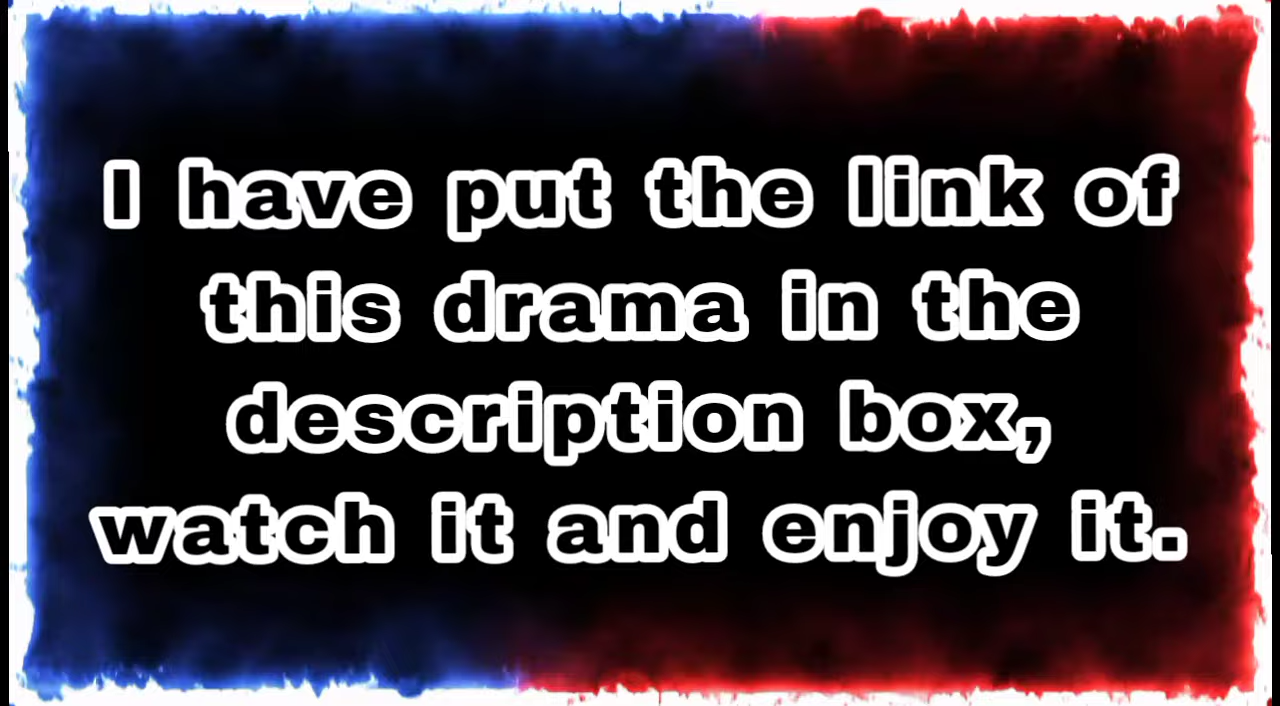 I have put the link of
this drama in the
description box,
watch it and enjoy it.